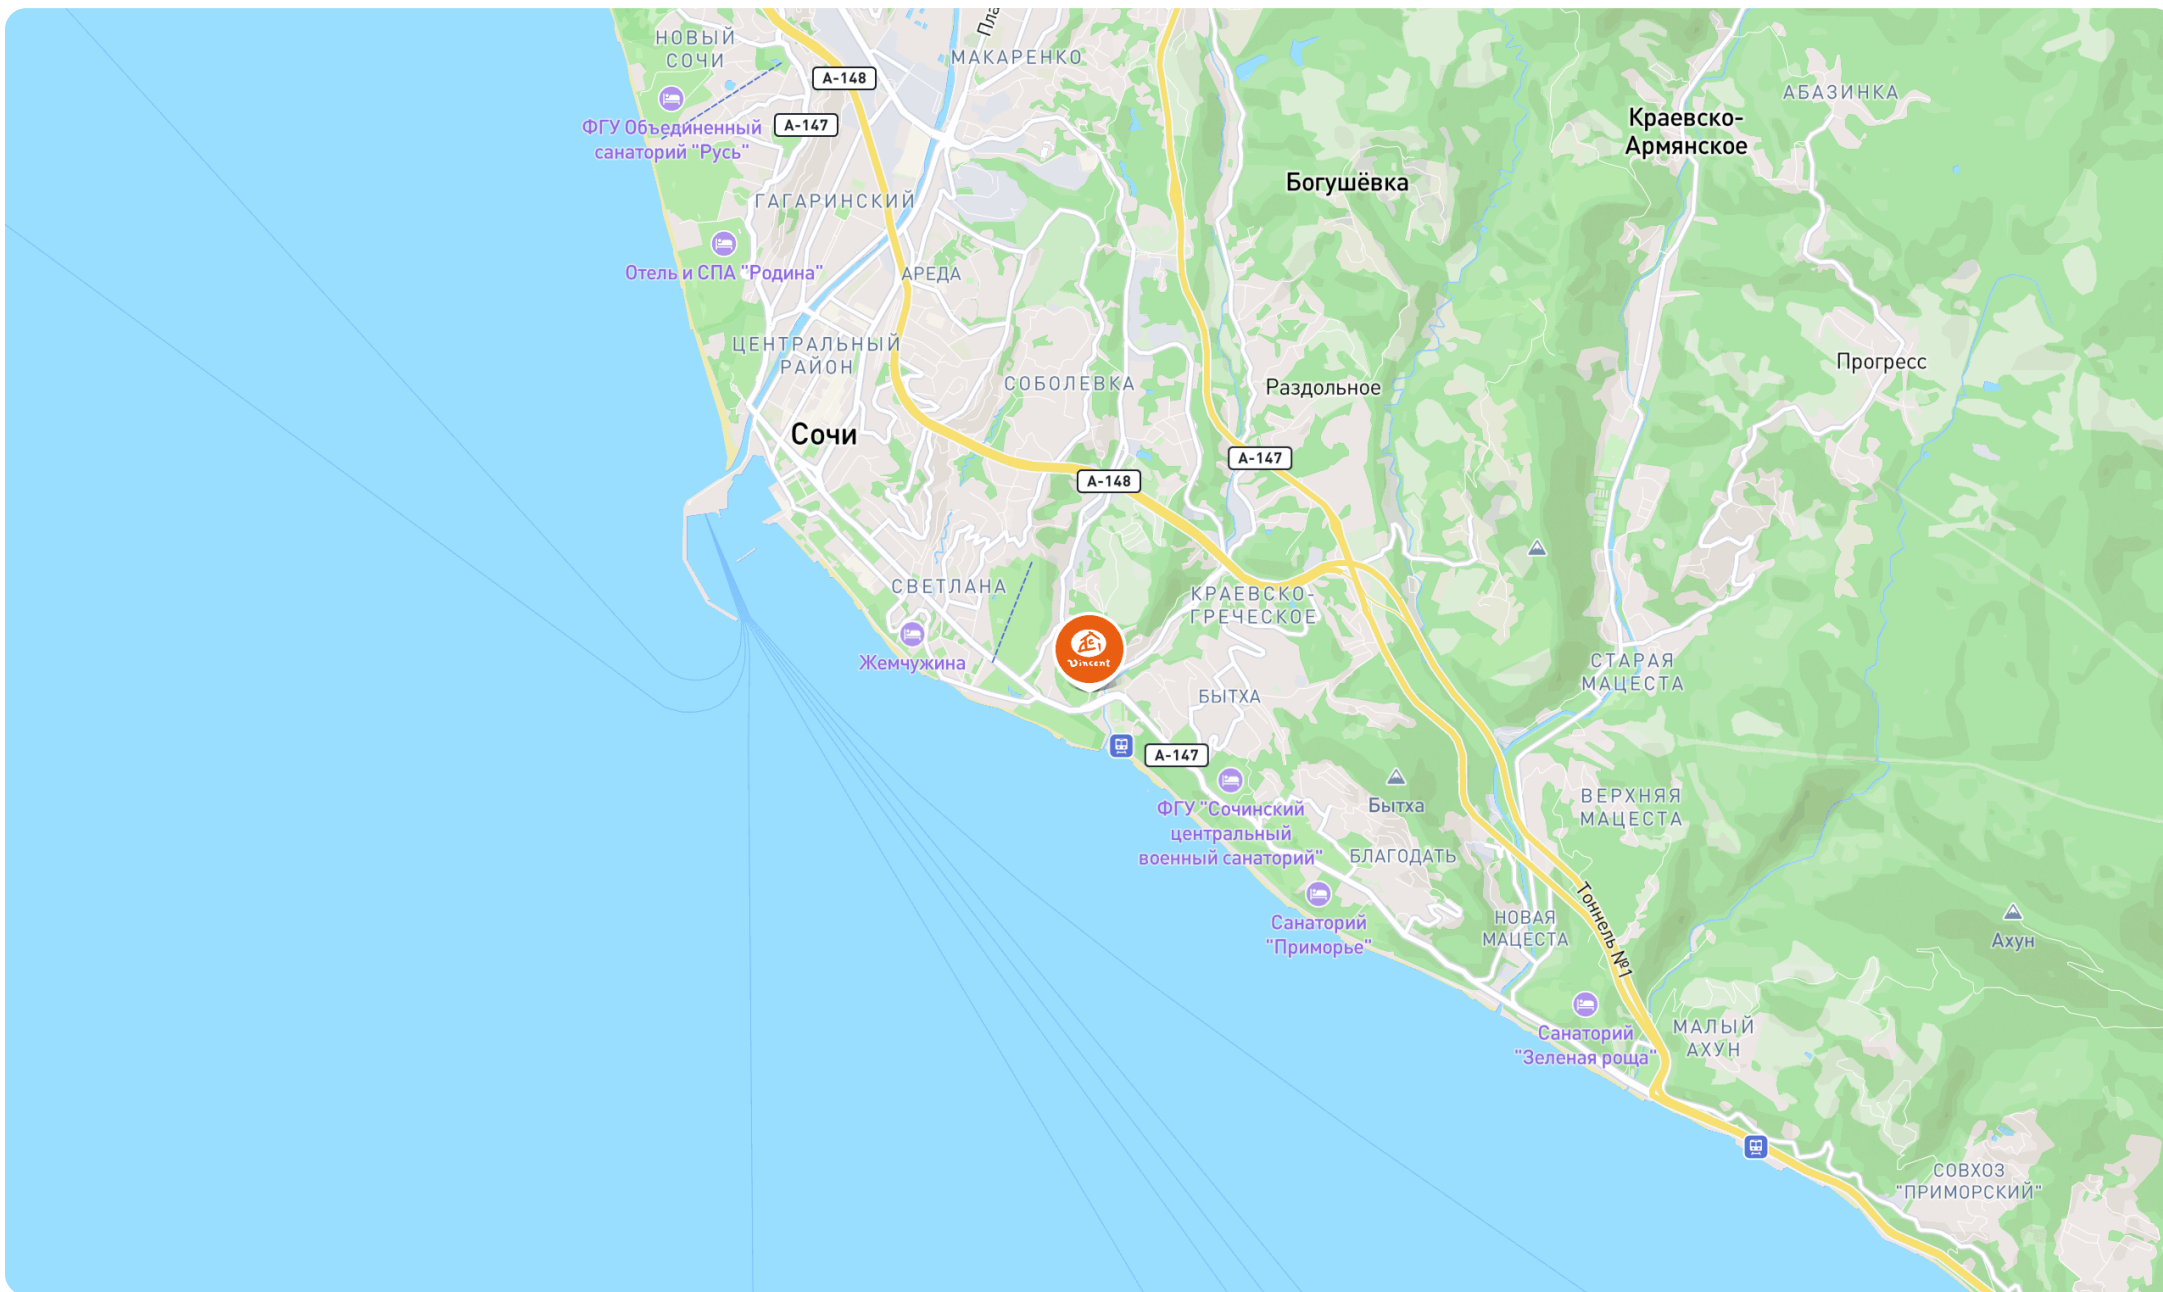 НОВЫЙ
СОЧИ
Пла
МАКАРЕНКО
А-148
АБАЗИНКА
ФГУ Объединенный
санаторий "Русь"
А-147
Краевско-
Армянское
Богушёвка
ГАГАРИНСКИЙ
Отель и СПА "Родина"
АРЕДА
ЦЕНТРАЛЬНЫЙ
РАЙОН
СОБОЛЕВКА
Раздольное
Прогресс
Сочи
А-147
А-148
СВЕТЛАНА
КРАЕВСКО-
ГРЕЧЕСКОЕ
Vincent
Жемчужина
СТАРАЯ
МАЦЕСТА
БЫТХА
А-147
ФГУ "Сочинский
центральный
военный санаторий"
Бытха
ВЕРХНЯЯ
МАЦЕСТА
БЛАГОДАТЬ
Санаторий
"Приморье"
НОВАЯ
МАЦЕСТА
Тоннель №1
Ахун
Санаторий
"Зеленая роща"
МАЛЫЙ
АХУН
СОВХОЗ
"ПРИМОРСКИЙ"